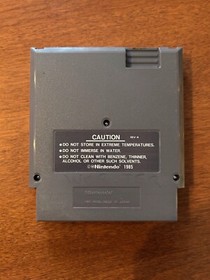 CAUTION
REV-A
• DO NOT STORE IN EXTREME TEMPERATURES.
• DO NOT IMMERSE IN WATER.
• DO NOT CLEAN WITH BENZENE, THINNER,
ALCOHOL OR OTHER SUCH SOLVENTS.
©Nintendo 1985